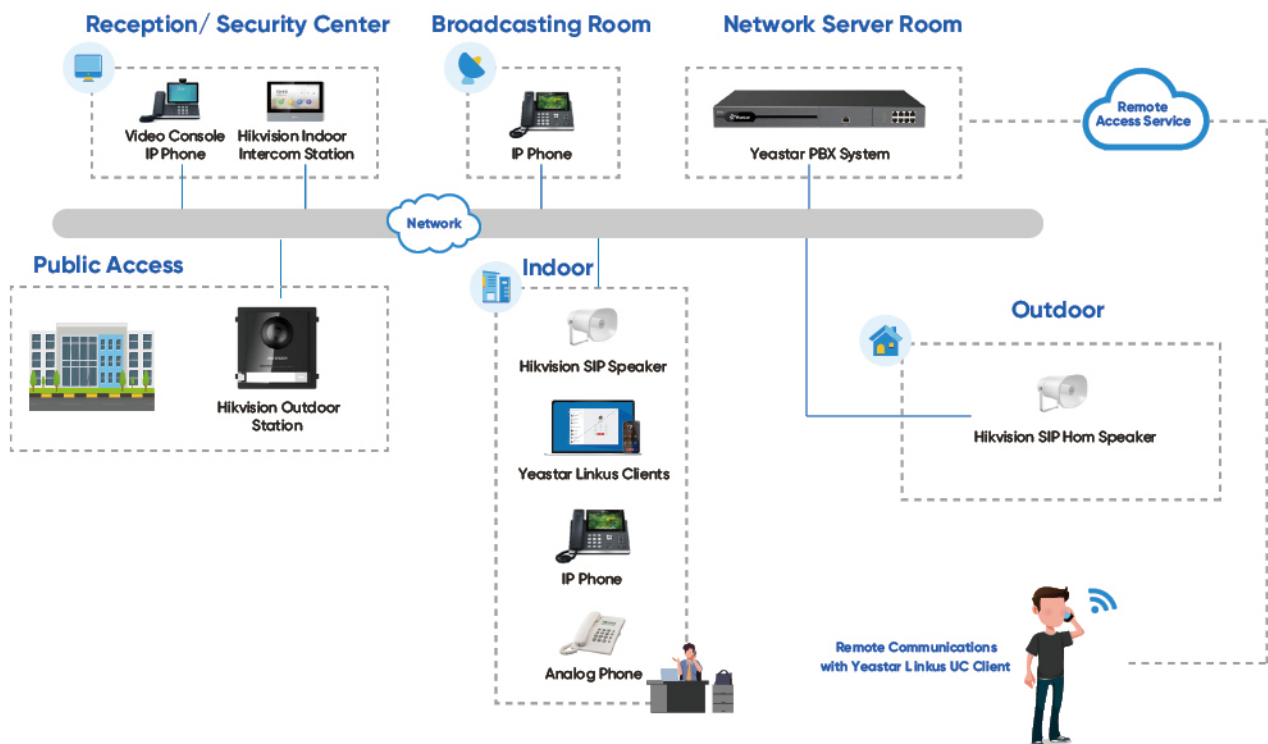 Reception/ Security Center
Broadcasting Room
Network Server Room
Video Console
IP Phone
Hikvision Indoor
Intercom Station
IP Phone
Yeastar
Yeastar PBX System
Remote
Access Service
Network
Public Access
Indoor
Outdoor
Hikvision Outdoor
Station
Hikvision SIP Speaker
Yeastar Linkus Clients
IP Phone
Analog Phone
Hikvision SIP Horn Speaker
Remote Communications
with Yeastar Linkus UC Client